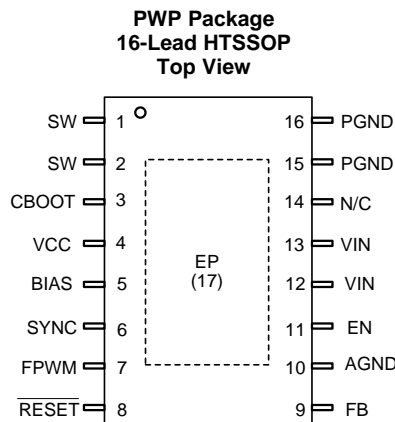 PWP Package
16-Lead HTSSOP
Top View
SW 1 16 PGND
SW 2 15 PGND
CBOOT 3 14 N/C
VCC 4 13 VIN
BIAS 5 12 VIN
SYNC 6 11 EN
FPWM 7 10 AGND
RESET 8 9 FB
EP
(17)